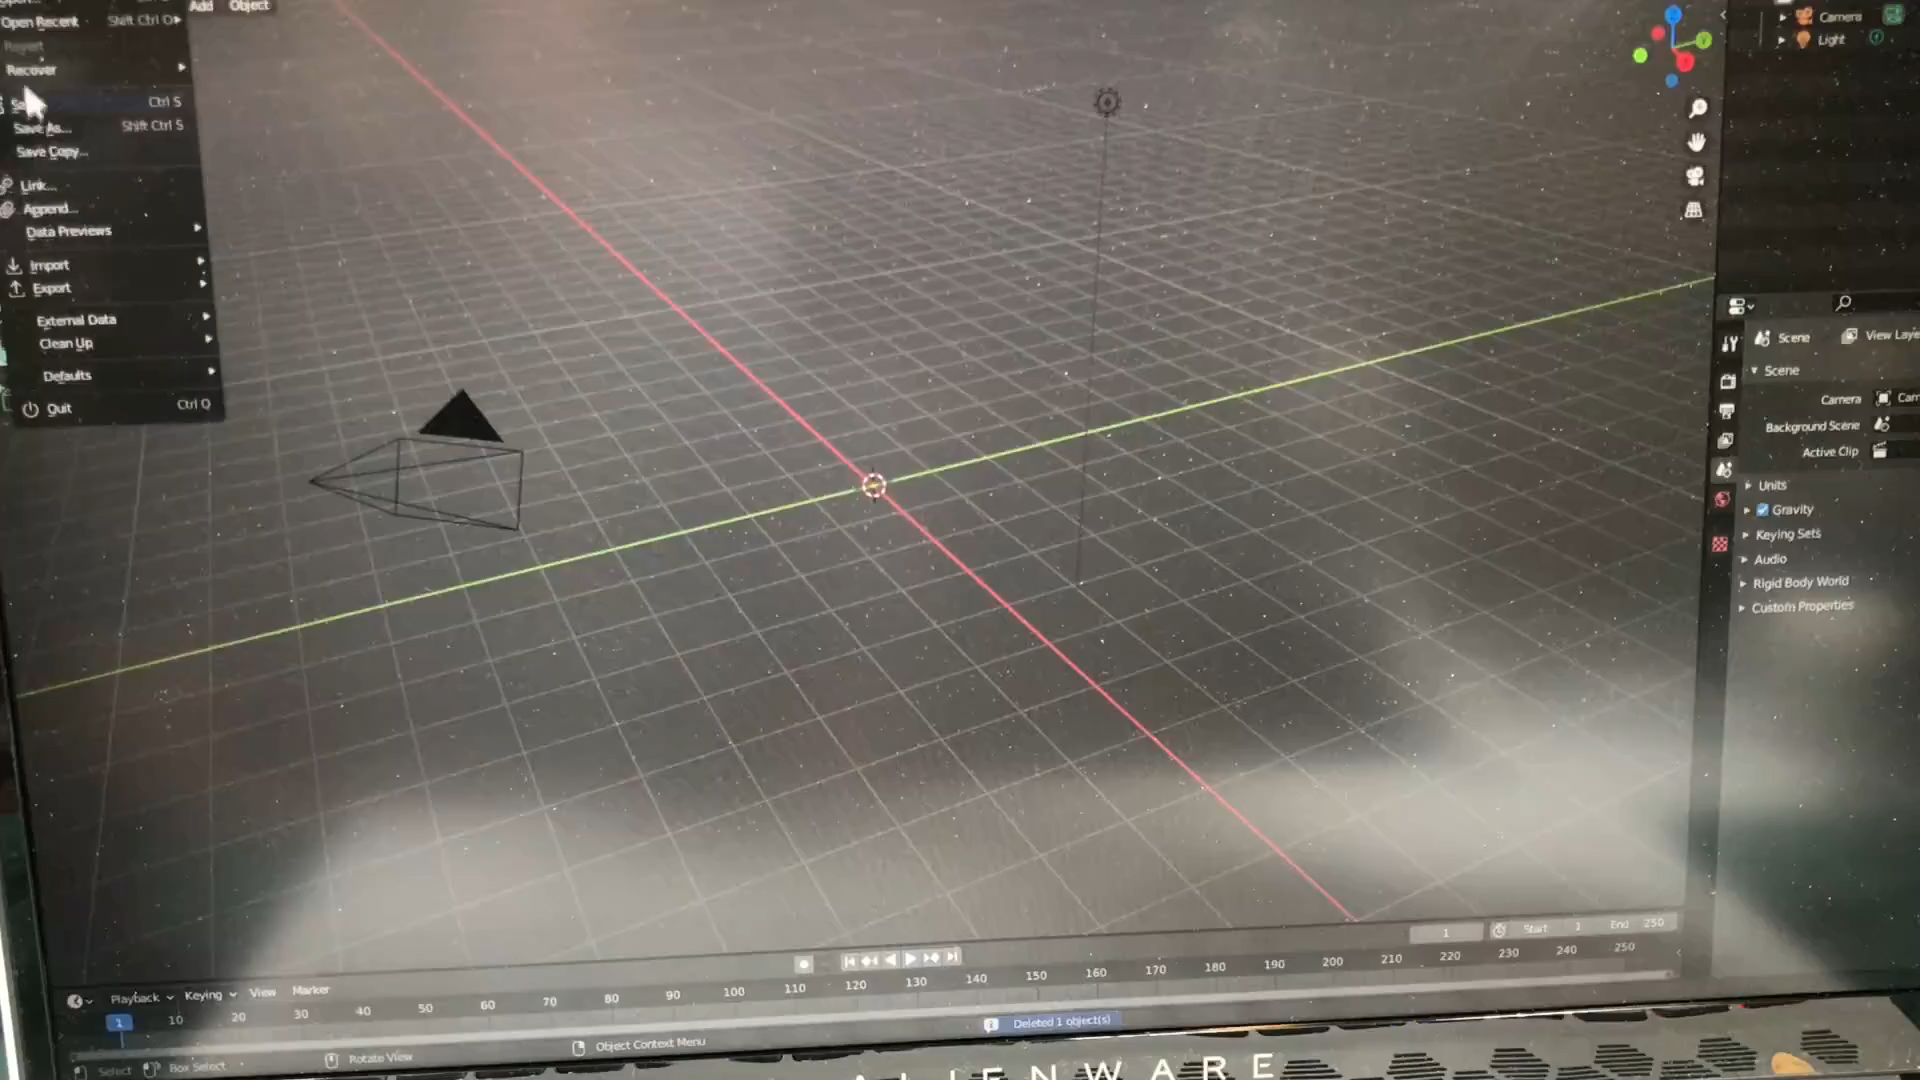 Add Object
Open Recent Shift Ctrl O
Revert
Recover
Ctrl S
Save As... Shift Ctrl S
Save Copy...
Link...
Append...
Data Previews
Import
Export
External Data
Clean Up
Defaults
Quit Ctrl Q
Camera
Light
Scene View Laye
Scene
Camera Cam
Background Scene
Active Clip
Units
Gravity
Keying Sets
Audio
Rigid Body World
Custom Properties
1 Start 1 End 250
Playback Keying View Marker
1 10 20 30 40 50 60 70 80 90 100 110 120 130 140 150 160 170 180 190 200 210 220 230 240 250
Deleted 1 object(s)
Select Box Select Rotate View Object Context Menu
ALIENWARE